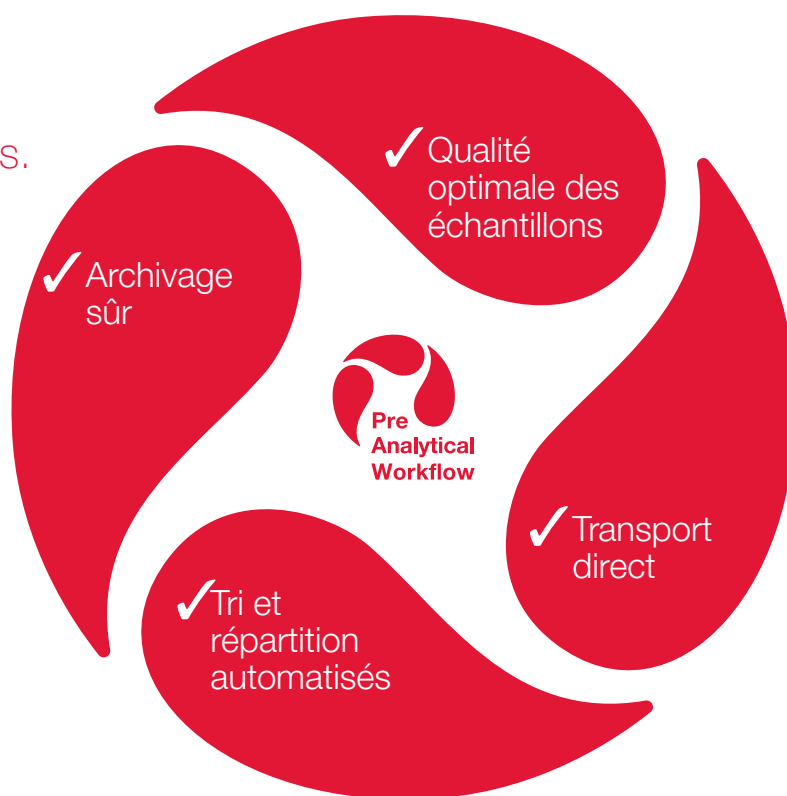 s.
✓ Qualité
optimale des
échantillons
✓ Archivage
sûr
Pre
Analytical
Workflow
✓ Transport
direct
✓ Tri et
répartition
automatisés